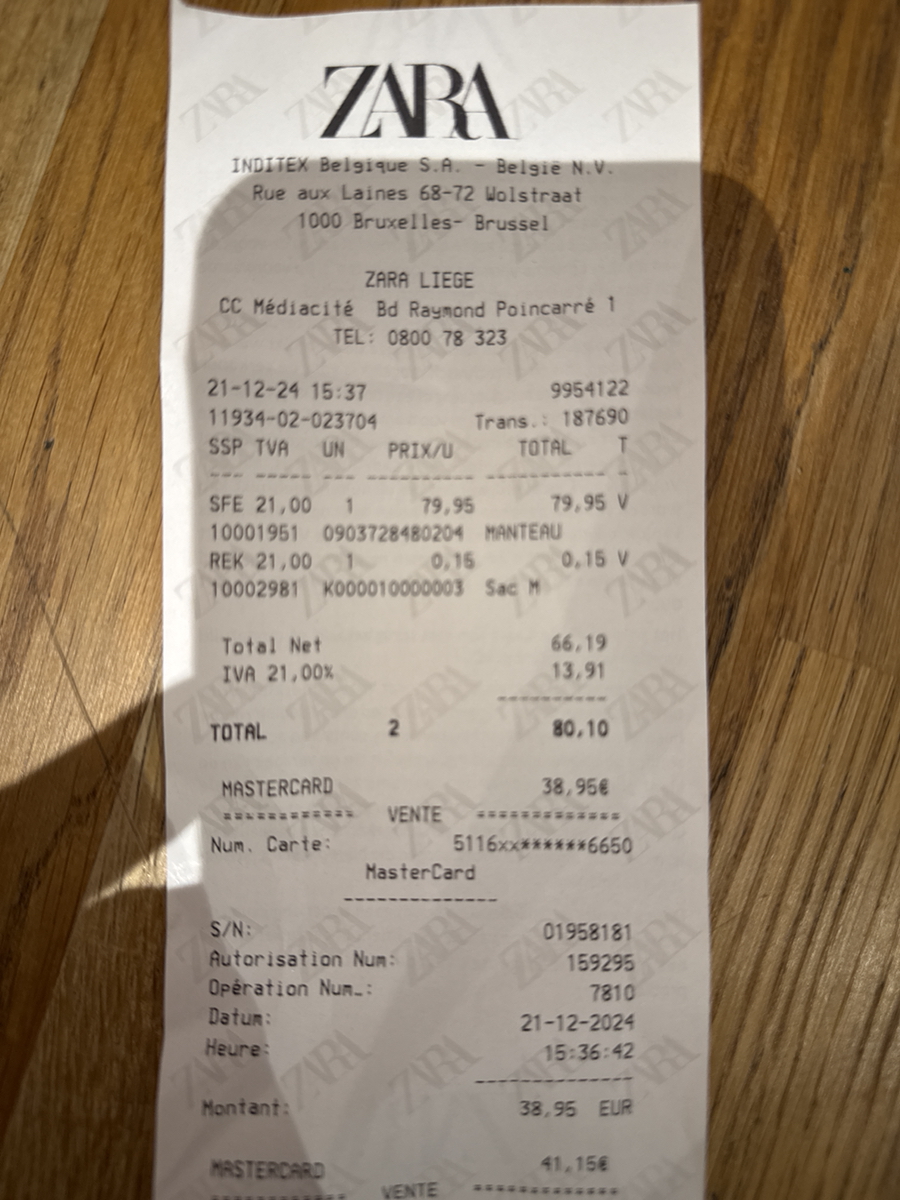 ZARA
INDITEX Belgique S.A. - België N.V.
Rue aux Laines 68-72 Wolstraat
1000 Bruxelles- Brussel
ZARA LIEGE
CC Médiacité Bd Raymond Poincarré 1
TEL: 0800 78 323
21-12-24 15:37 9954122
11934-02-023704 Trans.: 187690
SSP TVA UN PRIX/U TOTAL T
--- ----- --- ---------- ----------- -
SFE 21,00 1 79,95 79,95 V
10001951 0903728480204 MANTEAU
REK 21,00 1 0,15 0,15 V
10002981 K000010000003 Sac M
Total Net 66,19
IVA 21,00% 13,91
----------
TOTAL 2 80,10
MASTERCARD 38,95€
============ VENTE =============
Num. Carte: 5116xx******6650
MasterCard
--------------
S/N: 01958181
Autorisation Num: 159295
Opération Num.: 7810
Datum: 21-12-2024
Heure: 15:36:42
--------------
Montant: 38,95 EUR
MASTERCARD 41,15€
============ VENTE =============